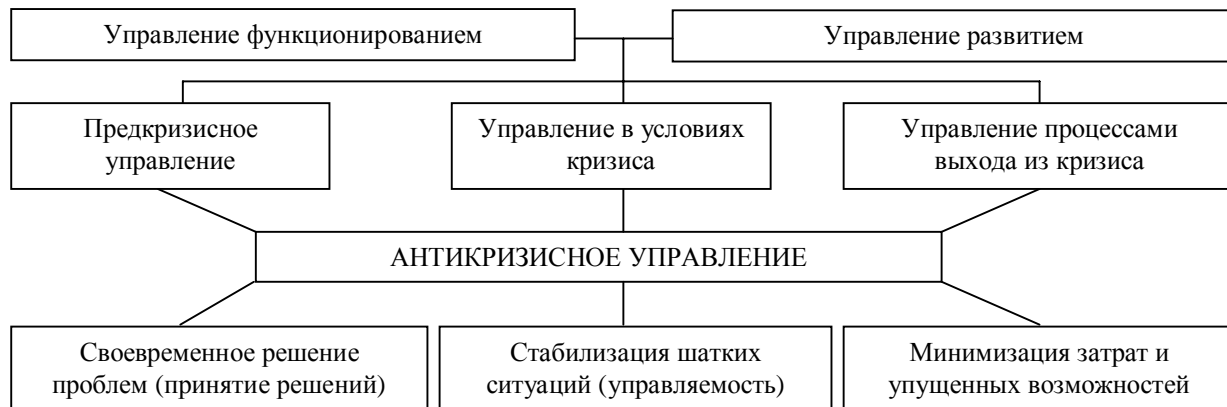 Управление функционированием
Управление развитием
Предкризисное
управление
Управление в условиях
кризиса
Управление процессами
выхода из кризиса
АНТИКРИЗИСНОЕ УПРАВЛЕНИЕ
Своевременное решение
проблем (принятие решений)
Стабилизация шатких
ситуаций (управляемость)
Минимизация затрат и
упущенных возможностей